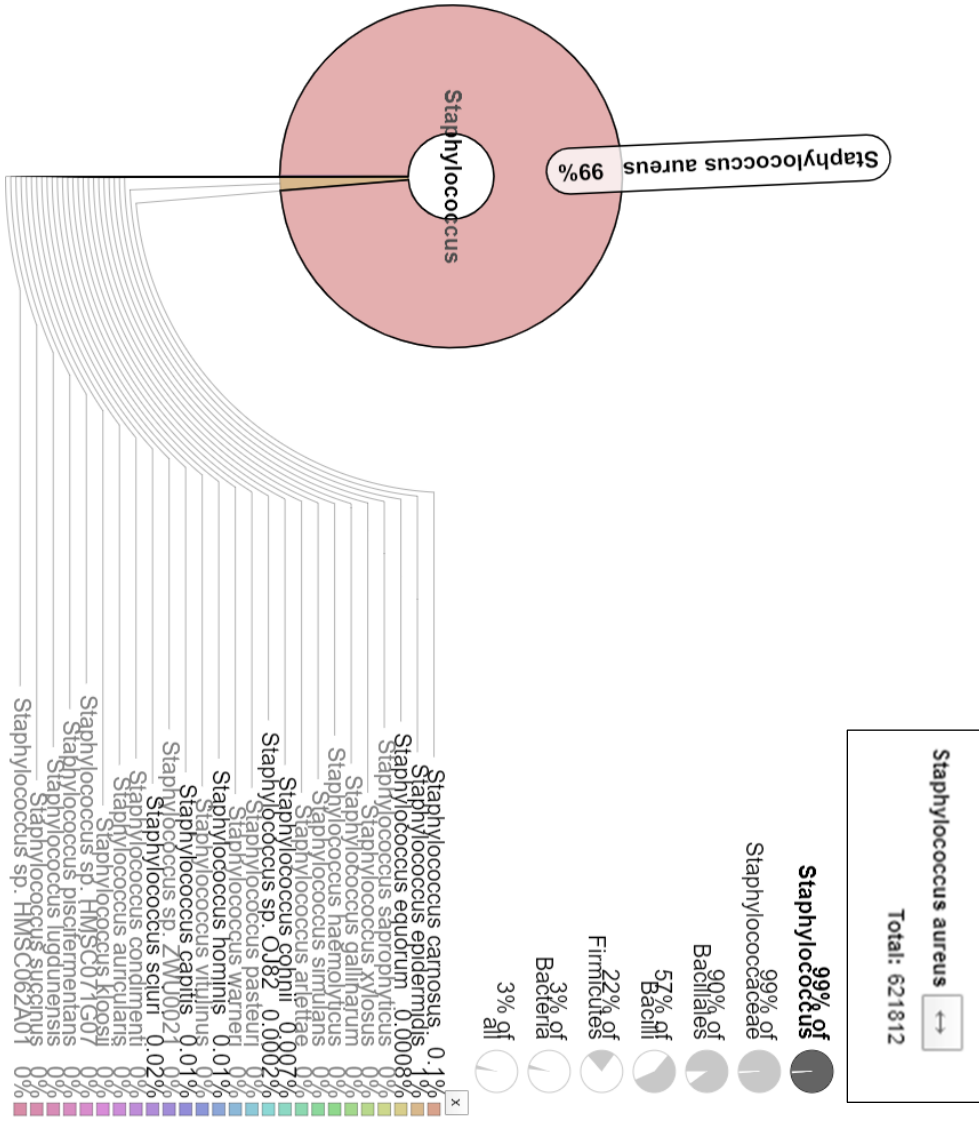 Staphylococcus aureus ↔
Total: 621812
99% of
Staphylococcus
99% of
Staphylococcaceae
90% of
Bacillales
57% of
Bacilli
22% of
Firmicutes
3% of
Bacteria
3% of
all
Staphylococcus aureus 99%
Staphylococcus
x
Staphylococcus carnosus 0.1%
Staphylococcus epidermidis 1%
Staphylococcus equorum 0.0008%
Staphylococcus saprophyticus 0%
Staphylococcus xylosus 0%
Staphylococcus gallinarum 0%
Staphylococcus haemolyticus 0%
Staphylococcus simulans 0%
Staphylococcus arlettae 0%
Staphylococcus cohnii 0.007%
Staphylococcus sp. OJ82 0.0002%
Staphylococcus pasteuri 0%
Staphylococcus warneri 0%
Staphylococcus hominis 0.01%
Staphylococcus vitulinus 0%
Staphylococcus capitis 0.01%
Staphylococcus sp. ZWU0021 0%
Staphylococcus sciuri 0.02%
Staphylococcus condimenti 0%
Staphylococcus auricularis 0%
Staphylococcus kloosii 0%
Staphylococcus sp. HMSC071G07 0%
Staphylococcus piscifermentans 0%
Staphylococcus lugdunensis 0%
Staphylococcus succinus 0%
Staphylococcus sp. HMSC062A01 0%